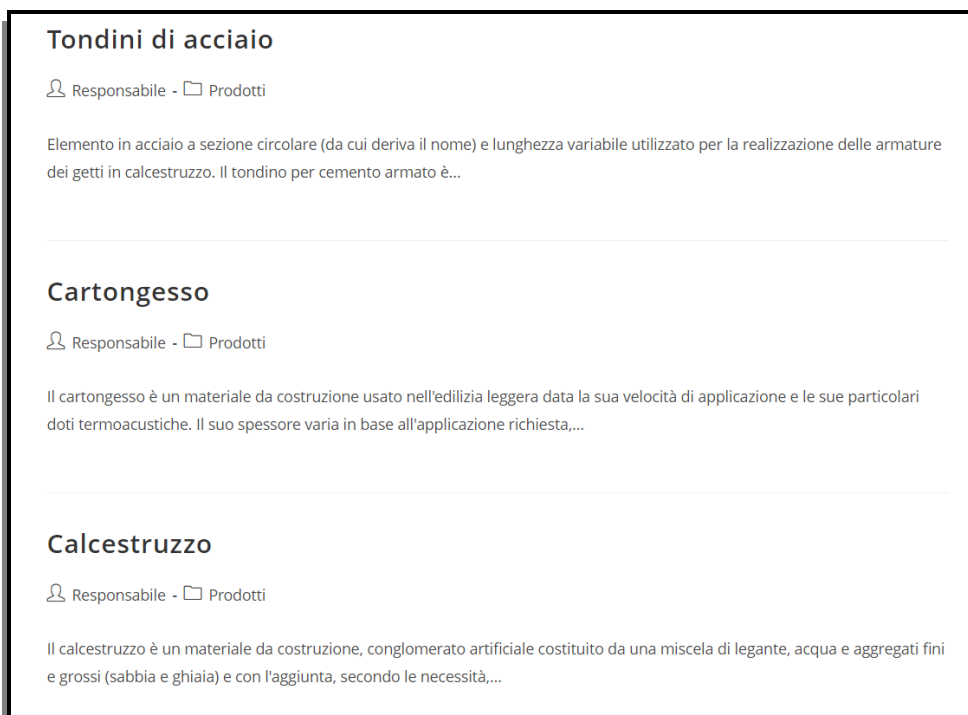 Tondini di acciaio
Responsabile - Prodotti
Elemento in acciaio a sezione circolare (da cui deriva il nome) e lunghezza variabile utilizzato per la realizzazione delle armature
dei getti in calcestruzzo. Il tondino per cemento armato è...
Cartongesso
Responsabile - Prodotti
Il cartongesso è un materiale da costruzione usato nell'edilizia leggera data la sua velocità di applicazione e le sue particolari
doti termoacustiche. Il suo spessore varia in base all'applicazione richiesta,...
Calcestruzzo
Responsabile - Prodotti
Il calcestruzzo è un materiale da costruzione, conglomerato artificiale costituito da una miscela di legante, acqua e aggregati fini
e grossi (sabbia e ghiaia) e con l'aggiunta, secondo le necessità,...